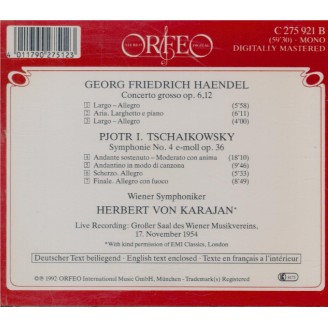 C 275 921 B
(59'30) - MONO
DIGITALLY MASTERED
ORFEO
4 011790 275123
GEORG FRIEDRICH HAENDEL
Concerto grosso op. 6,12
1 Largo - Allegro (5'58)
2 Aria. Larghetto e piano (6'11)
3 Largo - Allegro (4'00)
PJOTR I. TSCHAIKOWSKY
Symphonie No. 4 e-moll op. 36
4 Andante sostenuto - Moderato con anima (18'10)
5 Andantino in modo di canzona (9'46)
6 Scherzo. Allegro (5'33)
7 Finale. Allegro con fuoco (8'49)
Wiener Symphoniker
HERBERT VON KARAJAN*
*With kind permission of EMI Classics, London
Live Recording: Großer Saal des Wiener Musikvereins,
17. November 1954
Deutscher Text beiliegend - English text enclosed - Texte en français a l'intérieur
℗© 1992 ORFEO International Music GmbH, München - Trademark(s) Registered